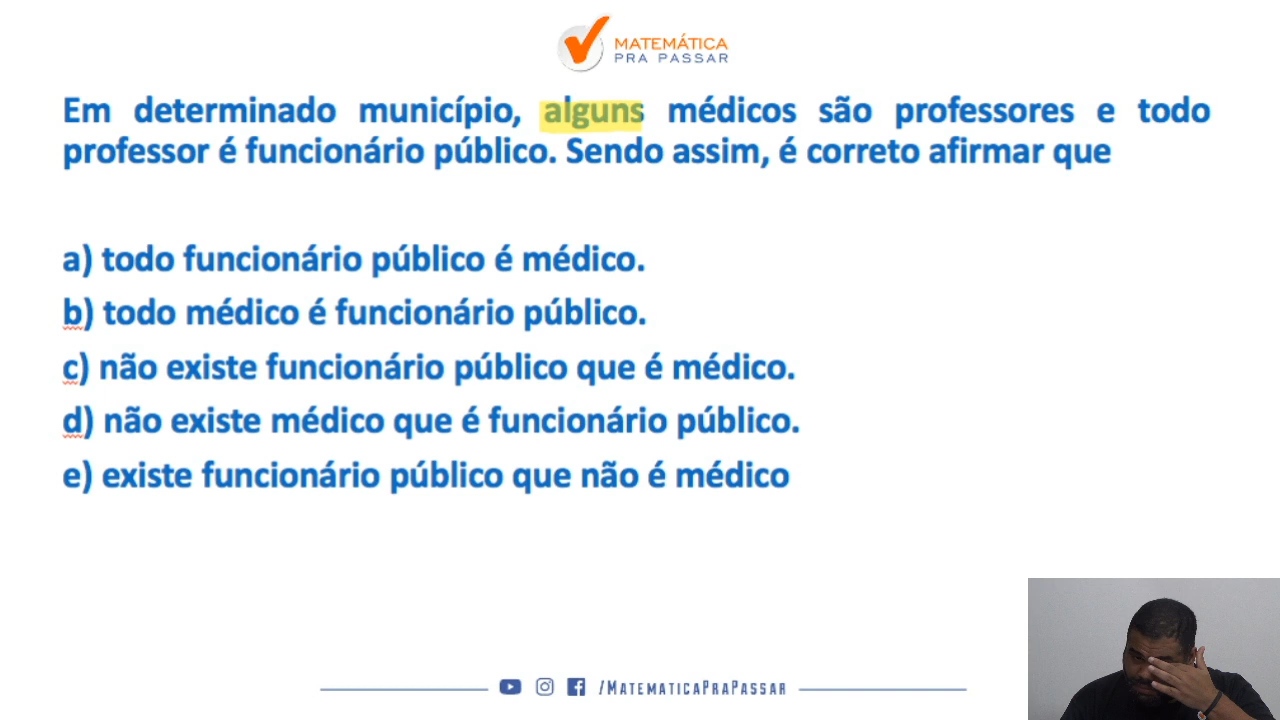 MATEMÁTICA
PRA PASSAR
Em determinado município, alguns médicos são professores e todo
professor é funcionário público. Sendo assim, é correto afirmar que
a) todo funcionário público é médico.
b) todo médico é funcionário público.
c) não existe funcionário público que é médico.
d) não existe médico que é funcionário público.
e) existe funcionário público que não é médico
/MATEMATICAPRAPASSAR